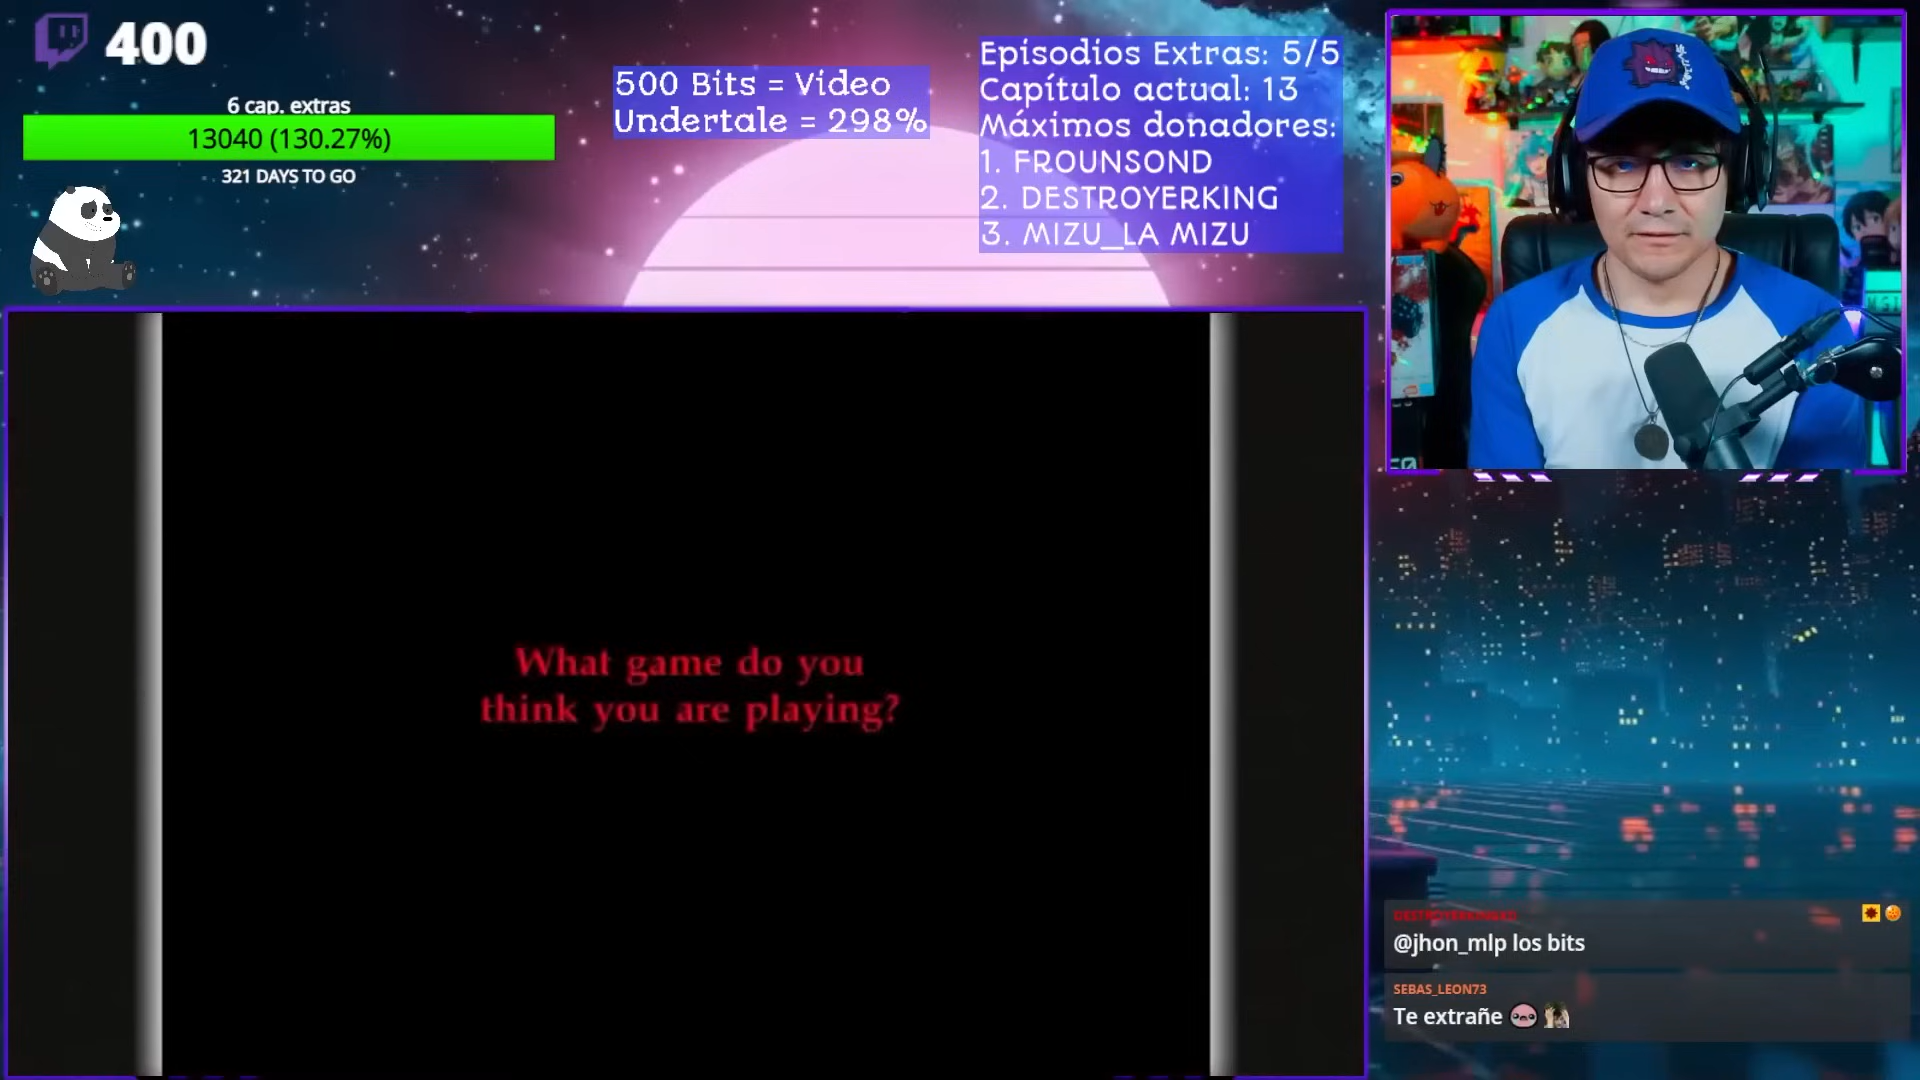 400
6 cap. extras
13040 (130.27%)
321 DAYS TO GO
500 Bits = Video
Undertale = 298%
Episodios Extras: 5/5
Capítulo actual: 13
Máximos donadores:
1. FROUNSOND
2. DESTROYERKING
3. MIZU_LA MIZU
What game do you
think you are playing?
@jhon_mlp los bits
SEBAS_LEON73
Te extrañe